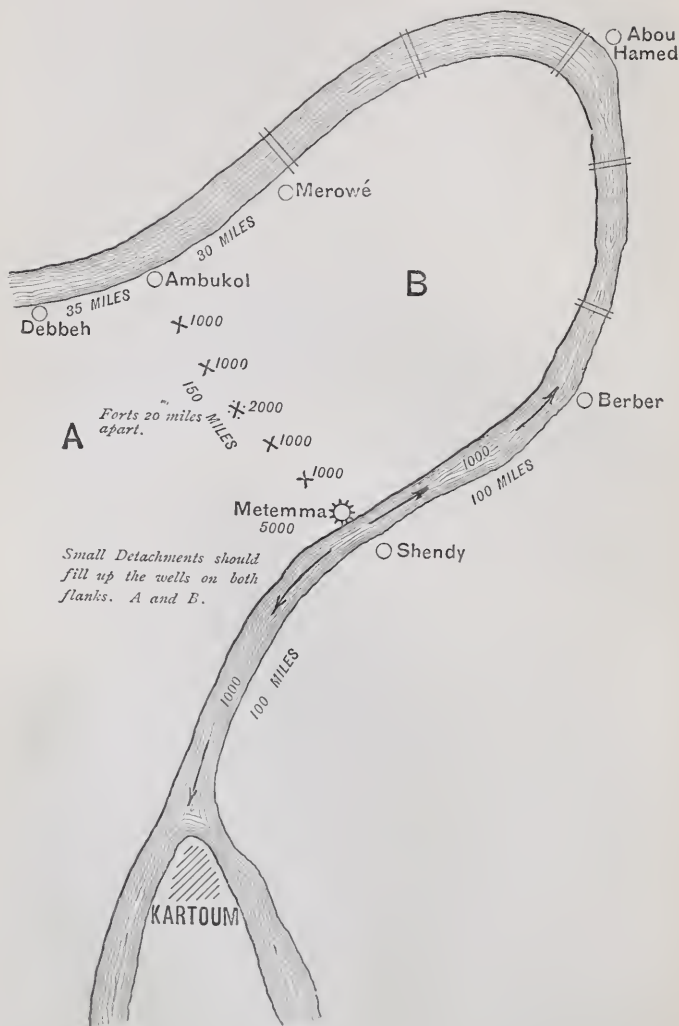 Abou
Hamed
Merowé
30 MILES
Ambukol
35 MILES
Debbeh
B
1000
1000
150 MILES
2000
Forts 20 miles
apart.
A
1000
1000
Berber
1000
100 MILES
Metemma
5000
Shendy
Small Detachments should
fill up the wells on both
flanks. A and B.
1000
100 MILES
KARTOUM